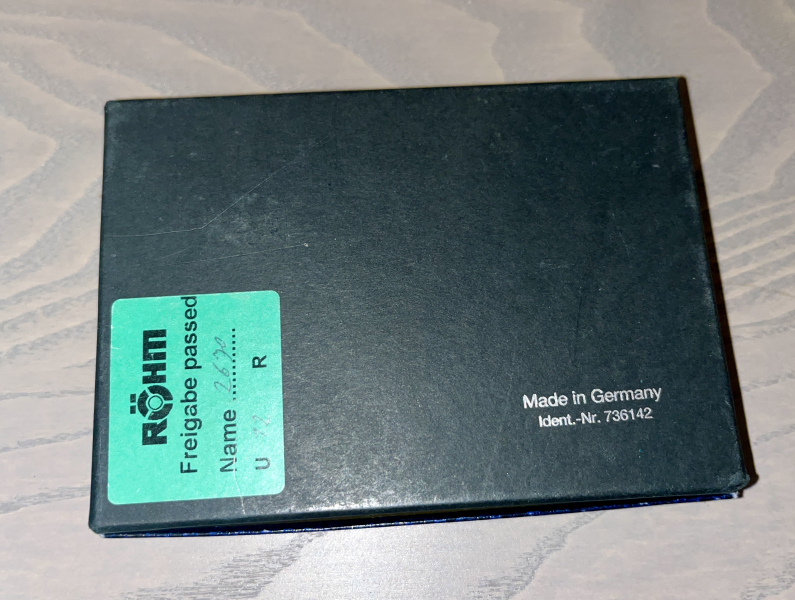 RÖHM
Freigabe passed
Name ............
U R
Made in Germany
Ident.-Nr. 736142